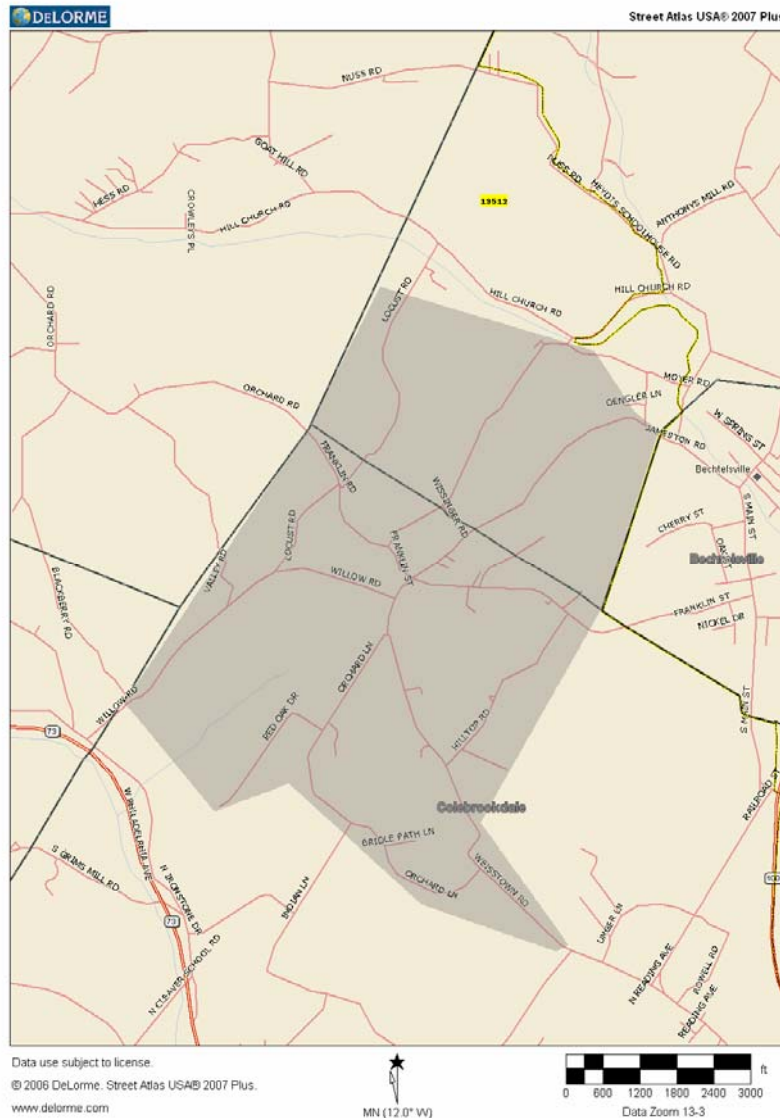 DELORME
Street Atlas USA® 2007 Plus
NUSS RD
GOAT HILL RD
HESS RD
CROWLEYS PL
HILL CHURCH RD
19512
NUSS RD
HEYDTS SCHOOLHOUSE RD
ANTHONYS MILL RD
HILL CHURCH RD
HILL CHURCH RD
LOCUST RD
ORCHARD RD
ORCHARD RD
MOYER RD
DENGLER LN
JAMESTON RD
W SPRING ST
Bechtelsville
S MAIN ST
CHERRY ST
Bechtelsville
FRANKLIN RD
WISSINGER RD
LOCUST RD
FRANKLIN ST
VALLEY RD
WILLOW RD
BLACKBERRY RD
FRANKLIN ST
NICKEL DR
ORCHARD LN
WILLOW RD
RED OAK DR
HILLTOP RD
S MAIN ST
73
W PHILADELPHIA AVE
Colebrookdale
RAILROAD ST
BRIDLE PATH LN
S GRIMS MILL RD
N IRONSTONE DR
INDIAN LN
ORCHARD LN
WEISSTOWN RD
100
73
N CLEAVER SCHOOL RD
UMBER LN
N READING AVE
ROWELL RD
READING AVE
Data use subject to license.
© 2006 DeLorme. Street Atlas USA® 2007 Plus.
www.delorme.com
MN (12.0° W)
ft
0 600 1200 1800 2400 3000
Data Zoom 13-3